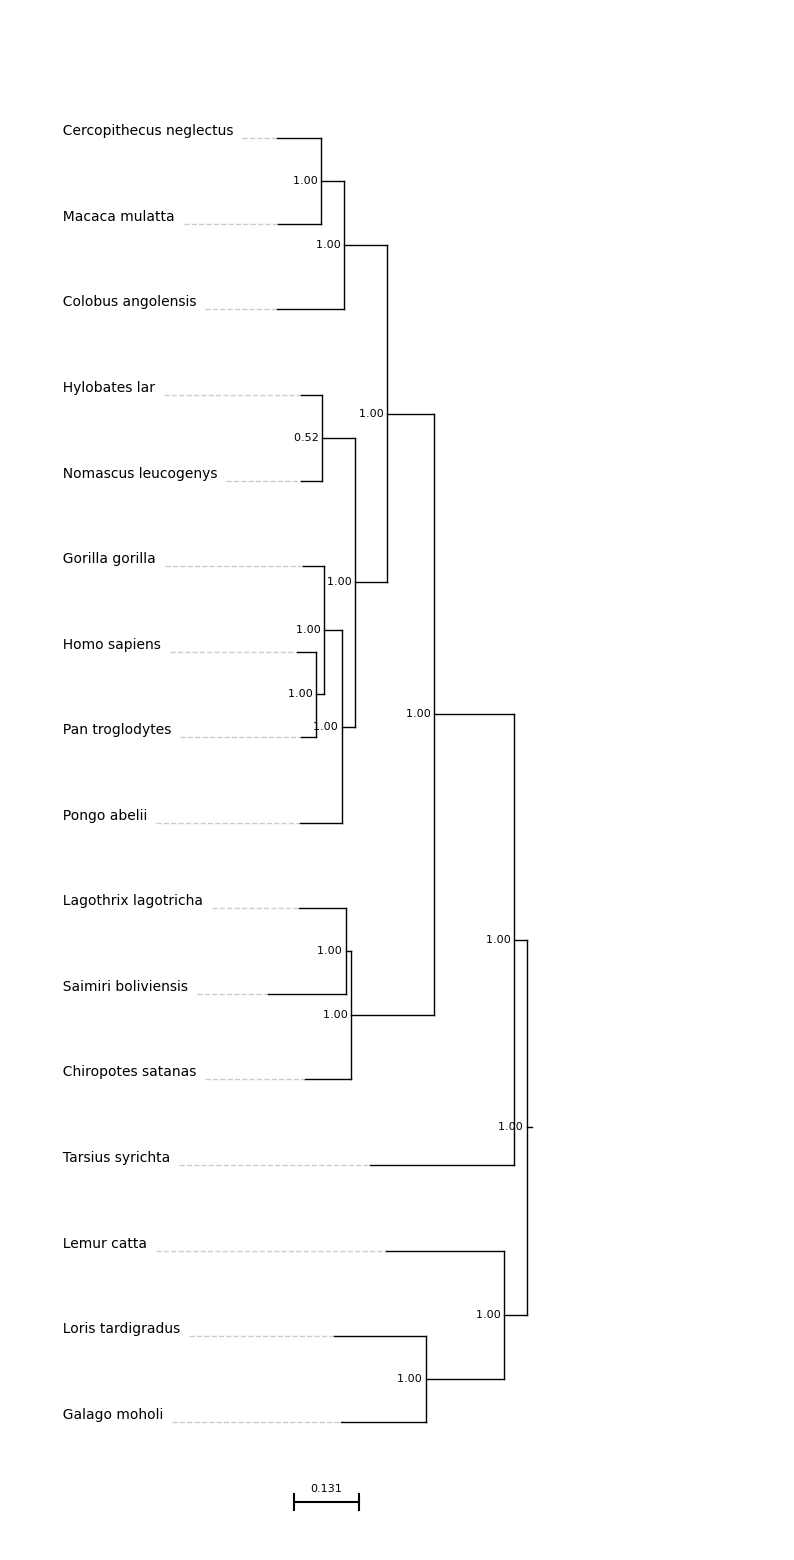 Cercopithecus neglectus
1.00
Macaca mulatta
1.00
Colobus angolensis
Hylobates lar
1.00
0.52
Nomascus leucogenys
Gorilla gorilla
1.00
1.00
Homo sapiens
1.00
1.00
Pan troglodytes
1.00
Pongo abelii
Lagothrix lagotricha
1.00
1.00
Saimiri boliviensis
1.00
Chiropotes satanas
1.00
Tarsius syrichta
Lemur catta
1.00
Loris tardigradus
1.00
Galago moholi
0.131